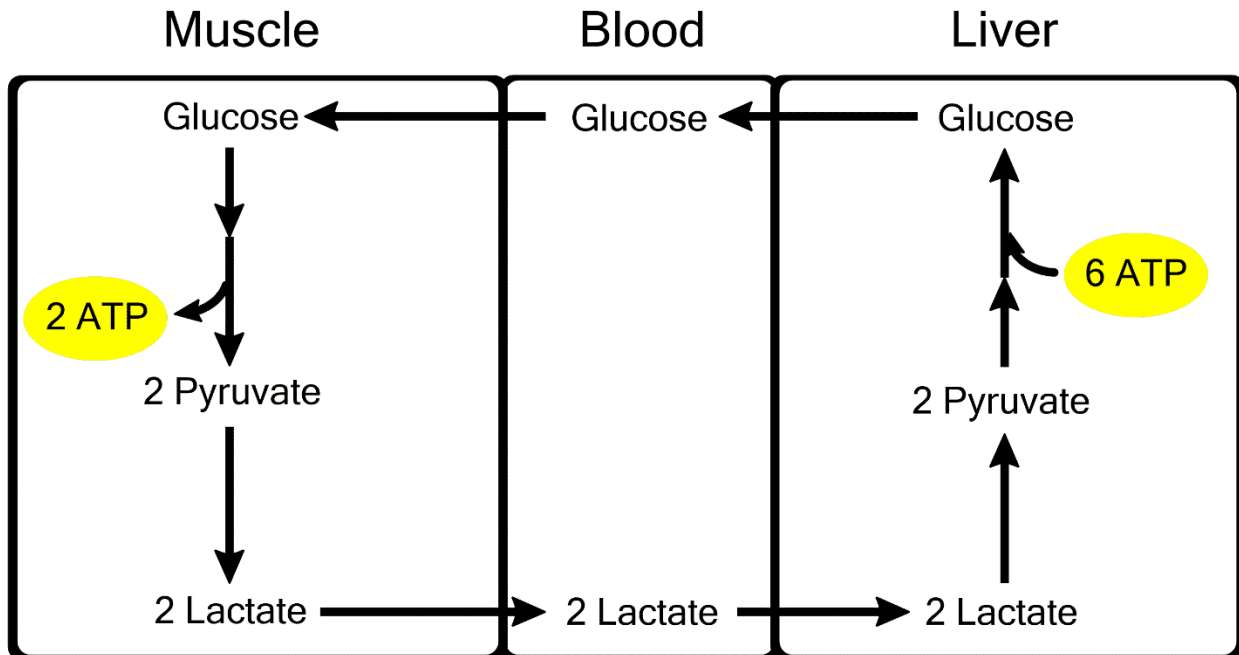 Muscle Blood Liver
Glucose Glucose Glucose
2 ATP 6 ATP
2 Pyruvate 2 Pyruvate
2 Lactate 2 Lactate 2 Lactate